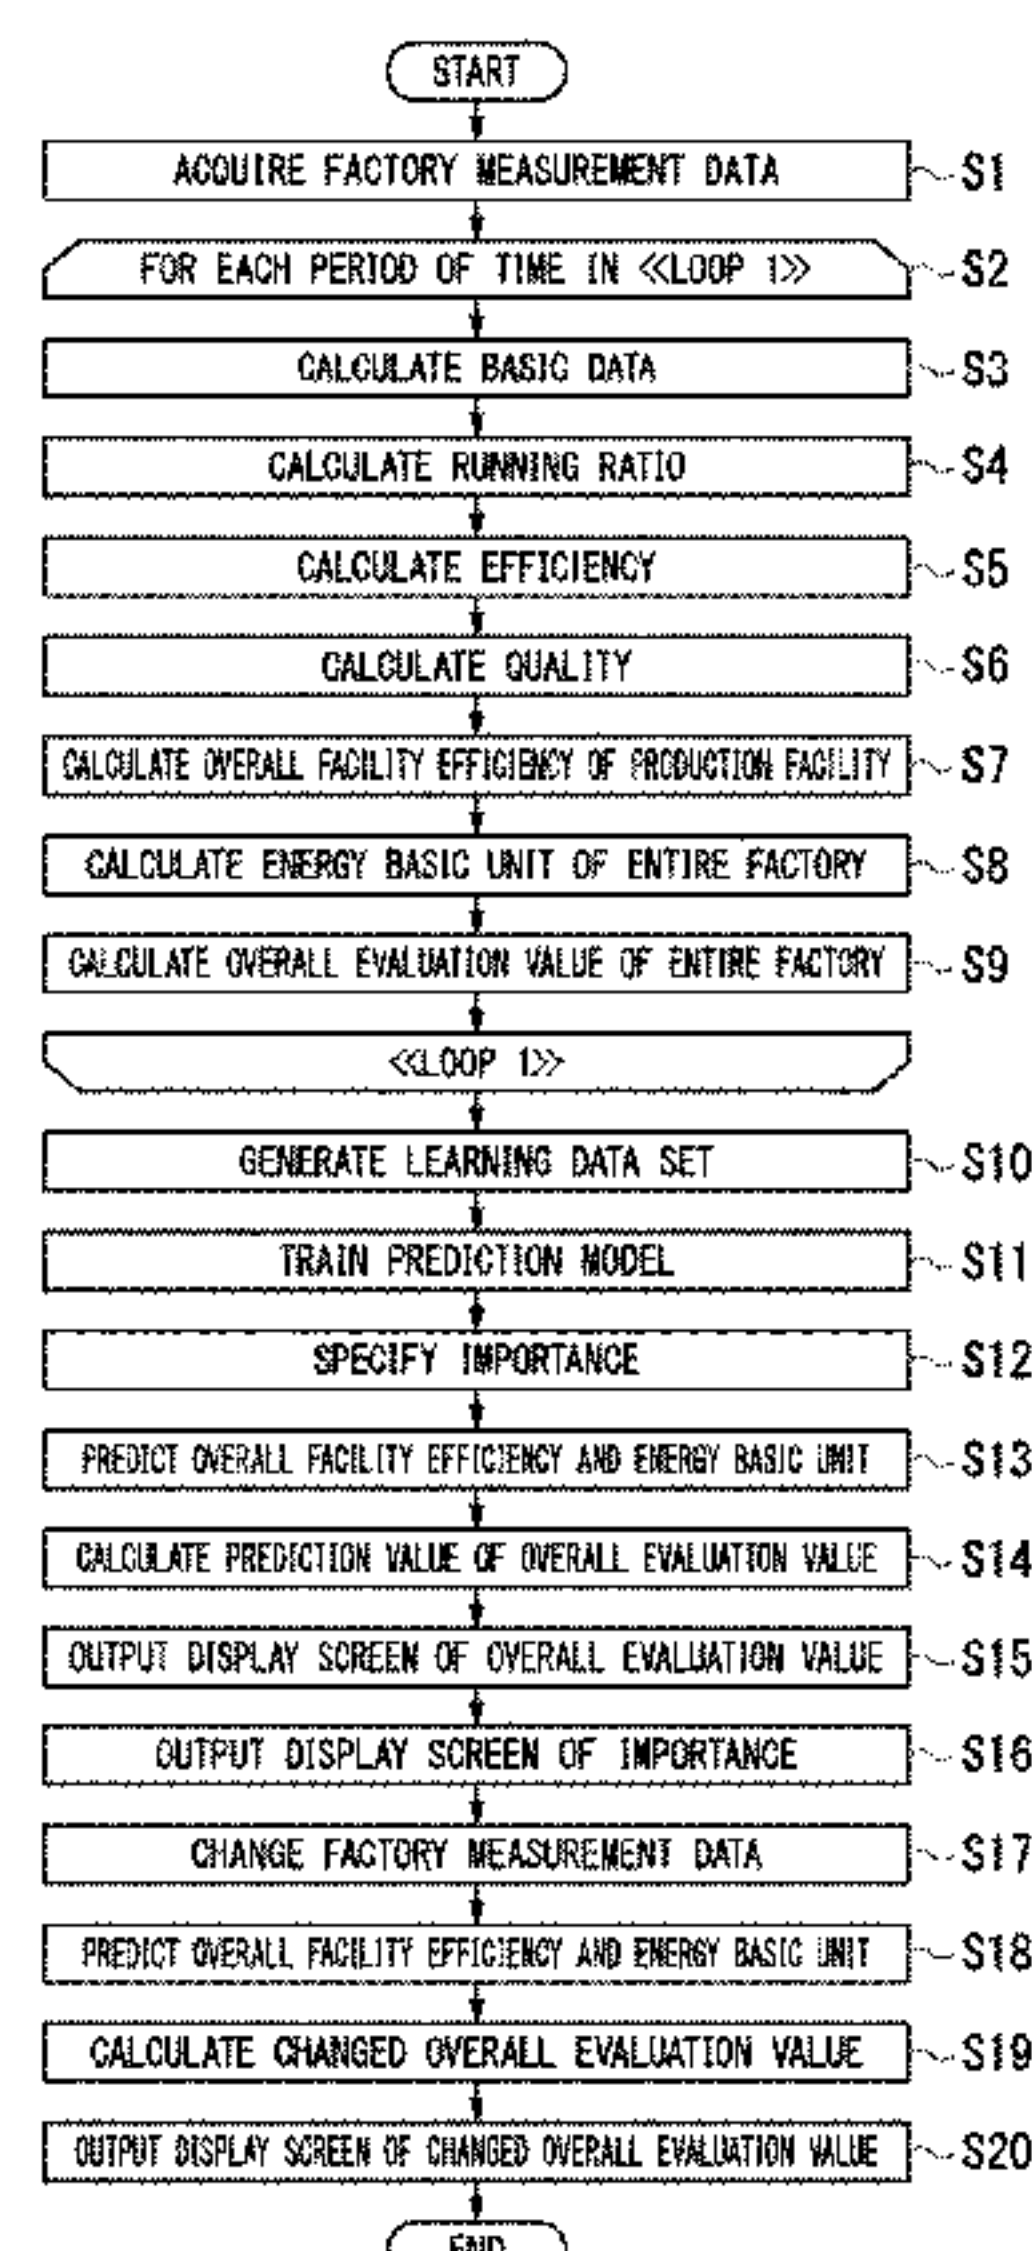 START
ACQUIRE FACTORY MEASUREMENT DATA
S1
FOR EACH PERIOD OF TIME IN ≪LOOP 1≫
S2
CALCULATE BASIC DATA
S3
CALCULATE RUNNING RATIO
S4
CALCULATE EFFICIENCY
S5
CALCULATE QUALITY
S6
CALCULATE OVERALL FACILITY EFFICIENCY OF PRODUCTION FACILITY
S7
CALCULATE ENERGY BASIC UNIT OF ENTIRE FACTORY
S8
CALCULATE OVERALL EVALUATION VALUE OF ENTIRE FACTORY
S9
≪LOOP 1≫
GENERATE LEARNING DATA SET
S10
TRAIN PREDICTION MODEL
S11
SPECIFY IMPORTANCE
S12
PREDICT OVERALL FACILITY EFFICIENCY AND ENERGY BASIC UNIT
S13
CALCULATE PREDICTION VALUE OF OVERALL EVALUATION VALUE
S14
OUTPUT DISPLAY SCREEN OF OVERALL EVALUATION VALUE
S15
OUTPUT DISPLAY SCREEN OF IMPORTANCE
S16
CHANGE FACTORY MEASUREMENT DATA
S17
PREDICT OVERALL FACILITY EFFICIENCY AND ENERGY BASIC UNIT
S18
CALCULATE CHANGED OVERALL EVALUATION VALUE
S19
OUTPUT DISPLAY SCREEN OF CHANGED OVERALL EVALUATION VALUE
S20
END